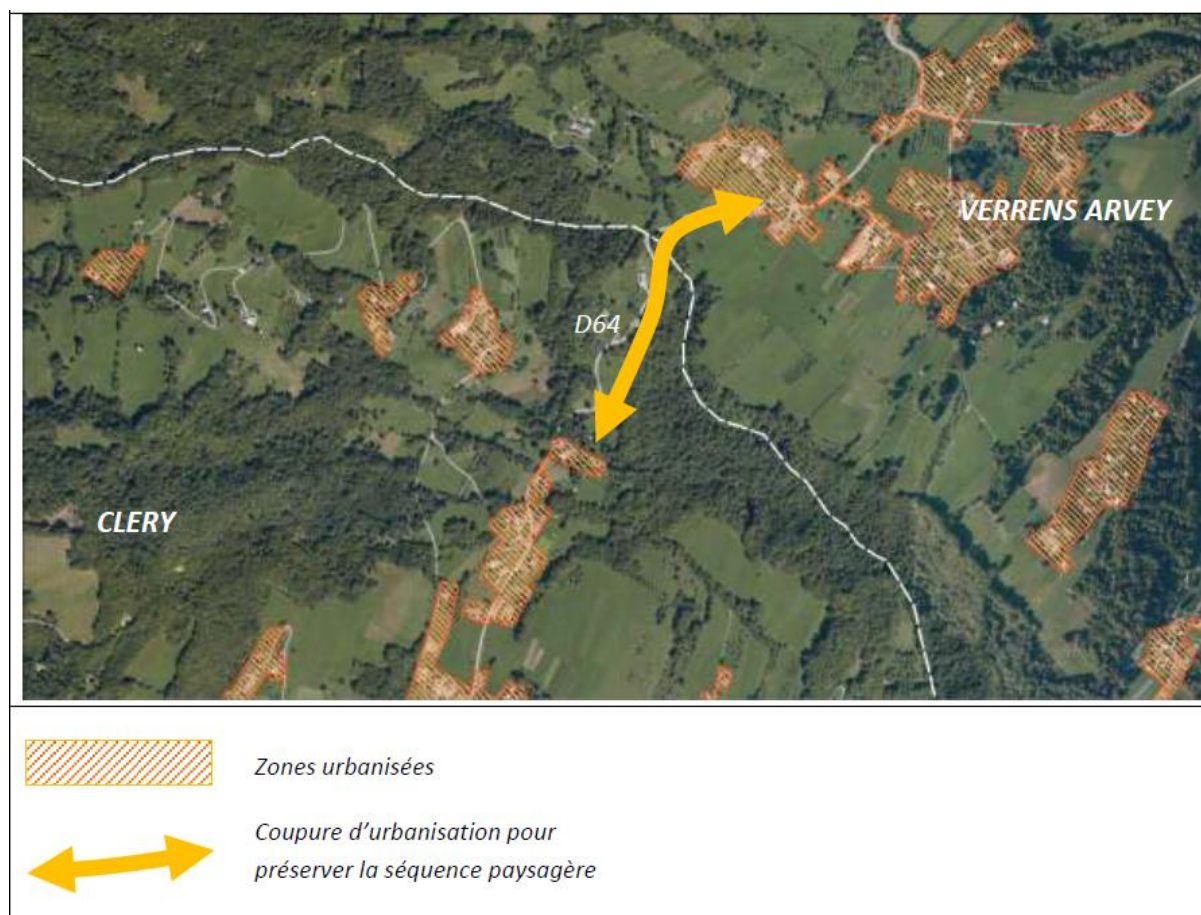 VERRENS ARVEY
D64
CLERY
Zones urbanisées
Coupure d'urbanisation pour
préserver la séquence paysagère